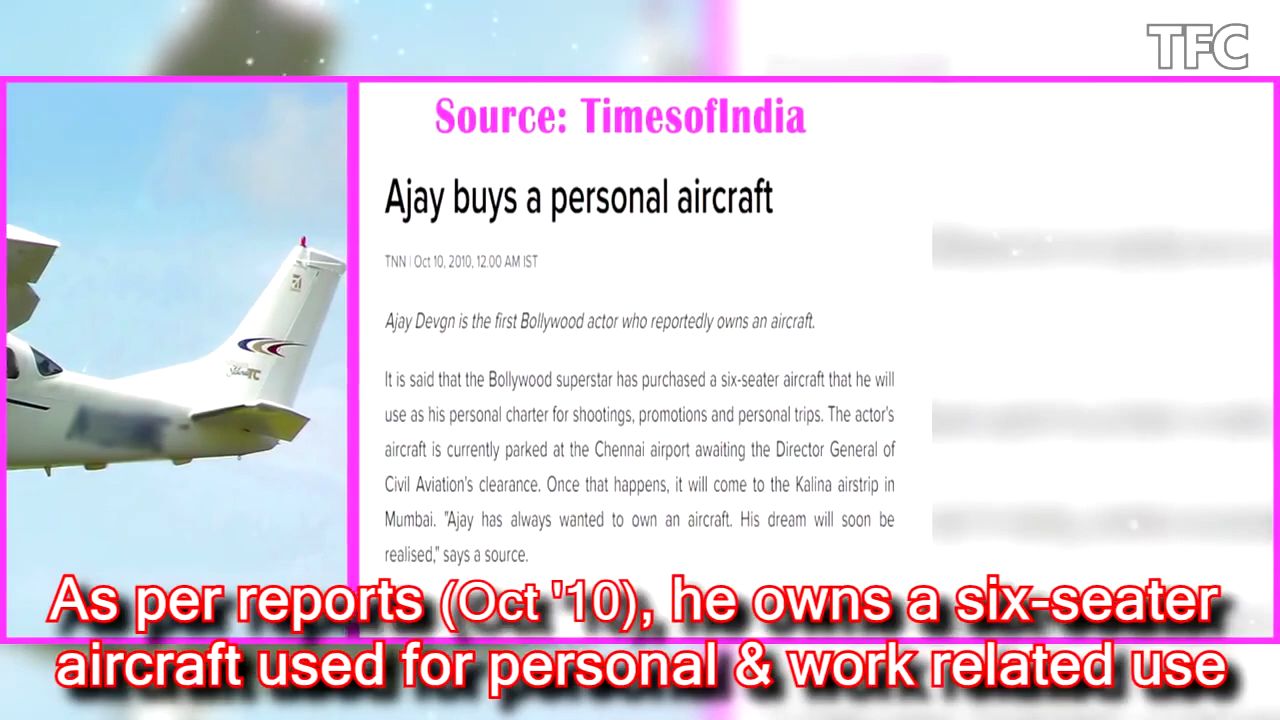 TFC
Source: TimesofIndia
Ajay buys a personal aircraft
TNN | Oct 10, 2010, 12.00 AM IST
Ajay Devgn is the first Bollywood actor who reportedly owns an aircraft.
It is said that the Bollywood superstar has purchased a six-seater aircraft that he will
use as his personal charter for shootings, promotions and personal trips. The actor's
aircraft is currently parked at the Chennai airport awaiting the Director General of
Civil Aviation's clearance. Once that happens, it will come to the Kalina airstrip in
Mumbai. "Ajay has always wanted to own an aircraft. His dream will soon be
realised," says a source.
As per reports (Oct '10), he owns a six-seater
aircraft used for personal & work related use